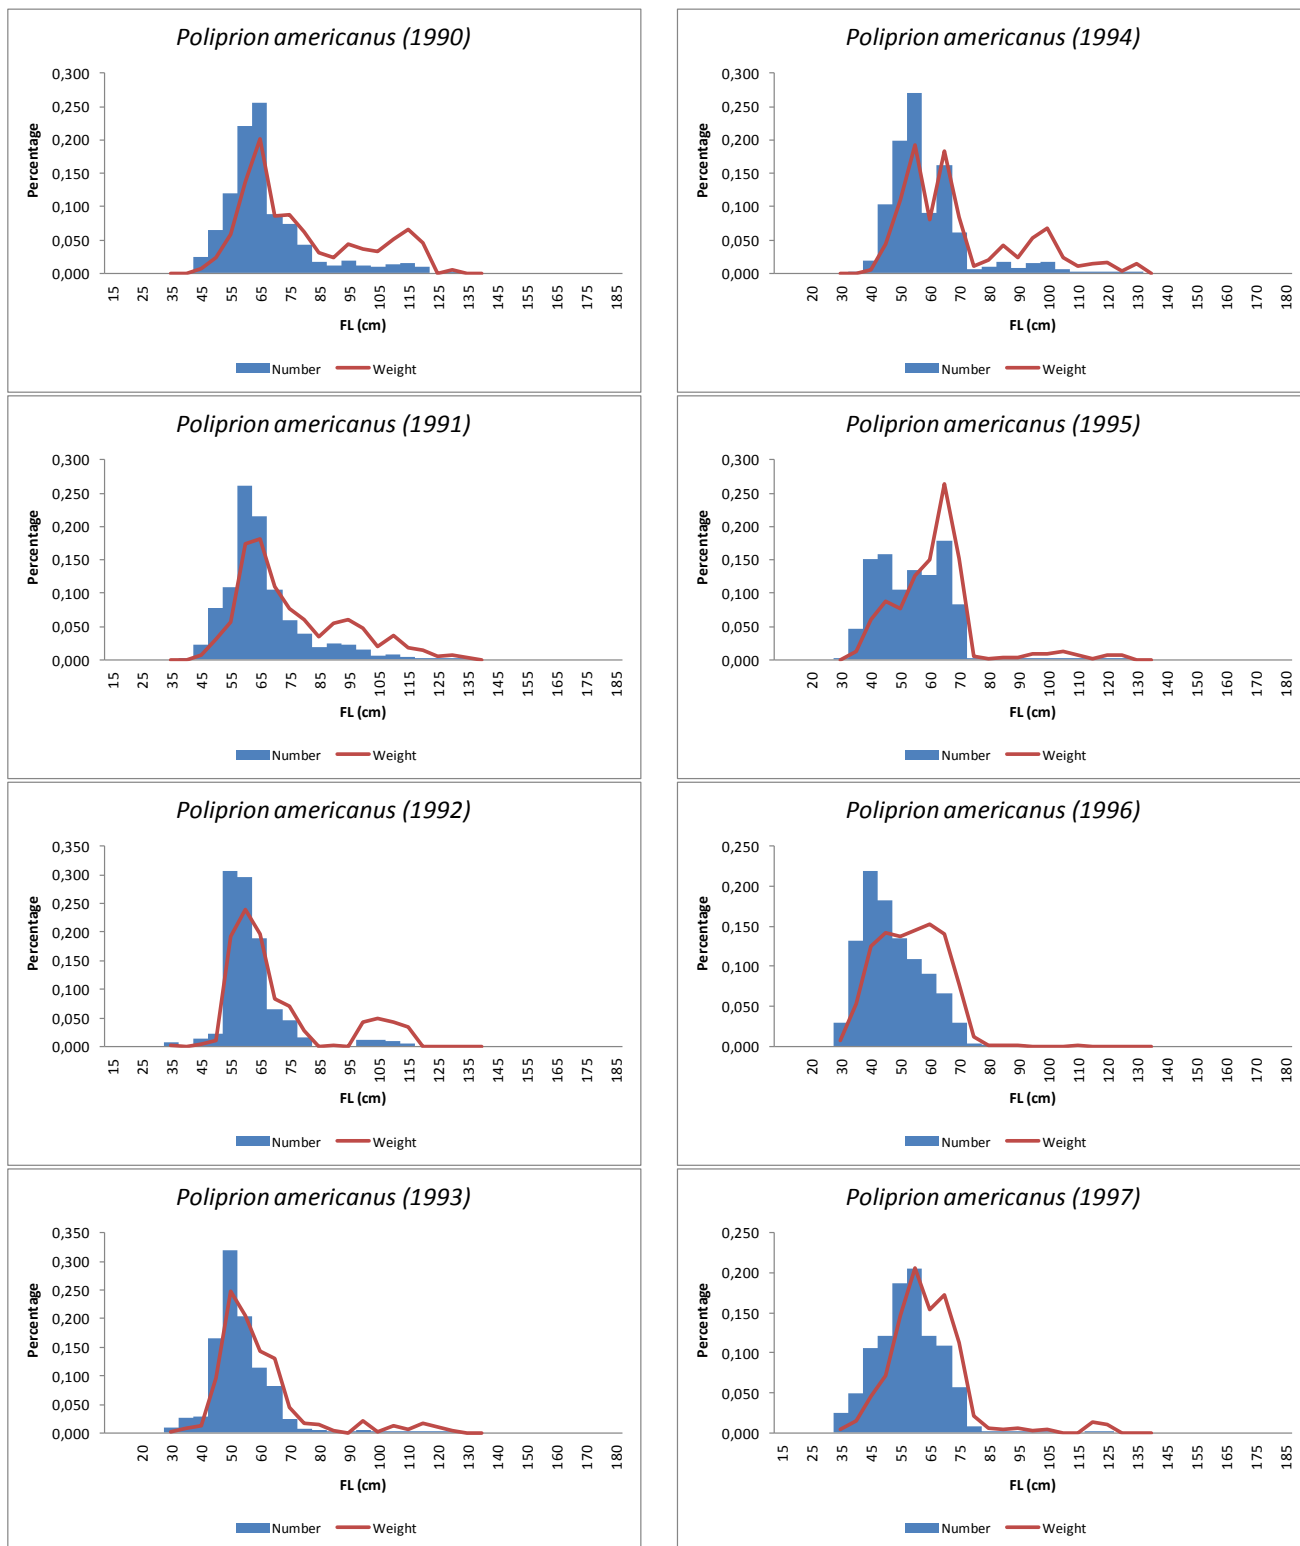 Poliprion americanus (1990)
0,300
0,250
0,200
0,150
0,100
0,050
0,000
Percentage
15 25 35 45 55 65 75 85 95 105 115 125 135 145 155 165 175 185
FL (cm)
Number Weight
Poliprion americanus (1994)
0,300
0,250
0,200
0,150
0,100
0,050
0,000
Percentage
20 30 40 50 60 70 80 90 100 110 120 130 140 150 160 170 180
FL (cm)
Number Weight
Poliprion americanus (1991)
0,300
0,250
0,200
0,150
0,100
0,050
0,000
Percentage
15 25 35 45 55 65 75 85 95 105 115 125 135 145 155 165 175 185
FL (cm)
Number Weight
Poliprion americanus (1995)
0,300
0,250
0,200
0,150
0,100
0,050
0,000
Percentage
20 30 40 50 60 70 80 90 100 110 120 130 140 150 160 170 180
FL (cm)
Number Weight
Poliprion americanus (1992)
0,350
0,300
0,250
0,200
0,150
0,100
0,050
0,000
Percentage
15 25 35 45 55 65 75 85 95 105 115 125 135 145 155 165 175 185
FL (cm)
Number Weight
Poliprion americanus (1996)
0,250
0,200
0,150
0,100
0,050
0,000
Percentage
20 30 40 50 60 70 80 90 100 110 120 130 140 150 160 170 180
FL (cm)
Number Weight
Poliprion americanus (1993)
0,350
0,300
0,250
0,200
0,150
0,100
0,050
0,000
Percentage
20 30 40 50 60 70 80 90 100 110 120 130 140 150 160 170 180
FL (cm)
Number Weight
Poliprion americanus (1997)
0,250
0,200
0,150
0,100
0,050
0,000
Percentage
15 25 35 45 55 65 75 85 95 105 115 125 135 145 155 165 175 185
FL (cm)
Number Weight